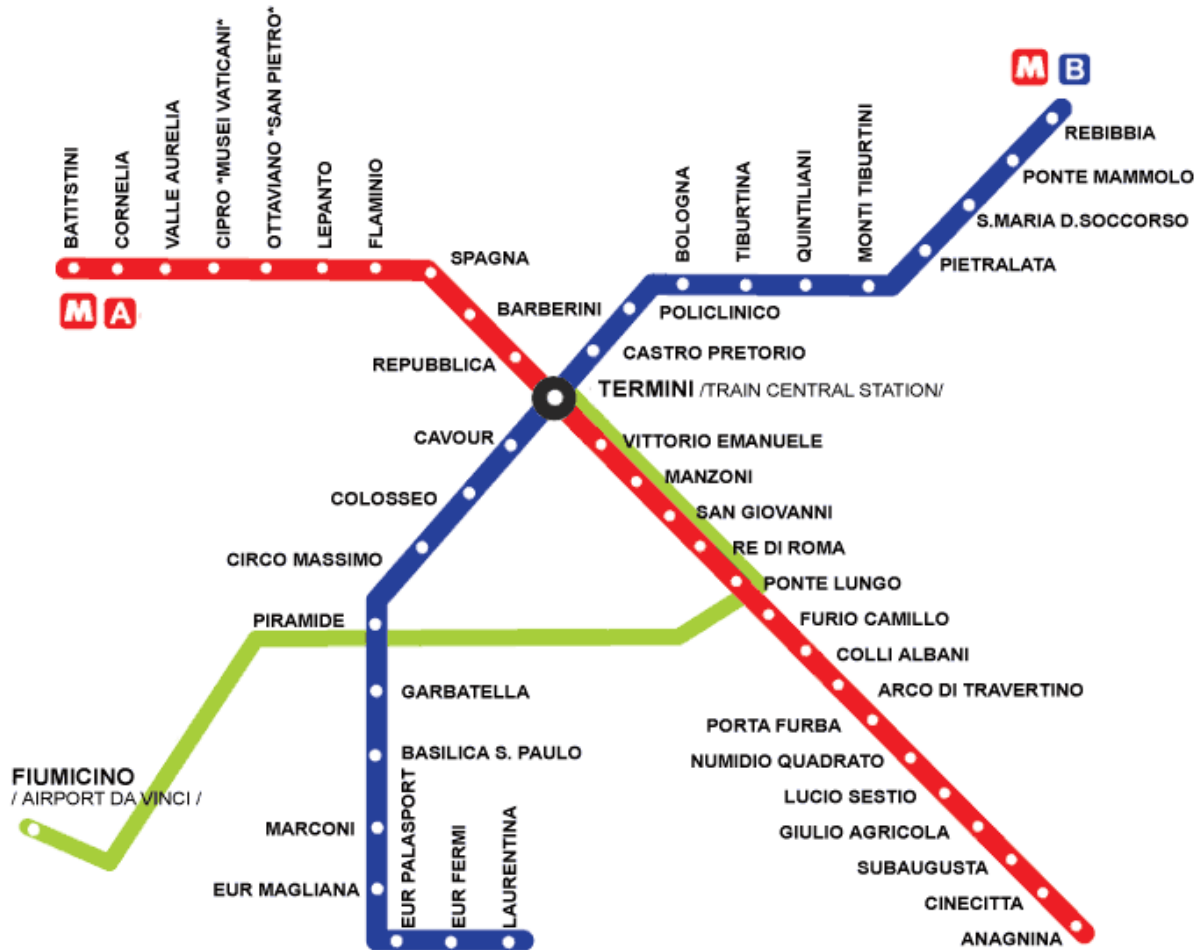 M B
BATITSTINI
CORNELIA
VALLE AURELIA
CIPRO "MUSEI VATICANI"
OTTAVIANO "SAN PIETRO"
LEPANTO
FLAMINIO
SPAGNA
M A
BARBERINI
REPUBBLICA
BOLOGNA
TIBURTINA
QUINTILIANI
MONTI TIBURTINI
REBIBBIA
PONTE MAMMOLO
S.MARIA D.SOCCORSO
PIETRALATA
POLICLINICO
CASTRO PRETORIO
TERMINI /TRAIN CENTRAL STATION/
CAVOUR
COLOSSEO
CIRCO MASSIMO
PIRAMIDE
GARBATELLA
BASILICA S. PAULO
MARCONI
EUR MAGLIANA
EUR PALASPORT
EUR FERMI
LAURENTINA
VITTORIO EMANUELE
MANZONI
SAN GIOVANNI
RE DI ROMA
PONTE LUNGO
FURIO CAMILLO
COLLI ALBANI
ARCO DI TRAVERTINO
PORTA FURBA
NUMIDIO QUADRATO
LUCIO SESTIO
GIULIO AGRICOLA
SUBAUGUSTA
CINECITTA
ANAGNINA
FIUMICINO
/ AIRPORT DA VINCI /